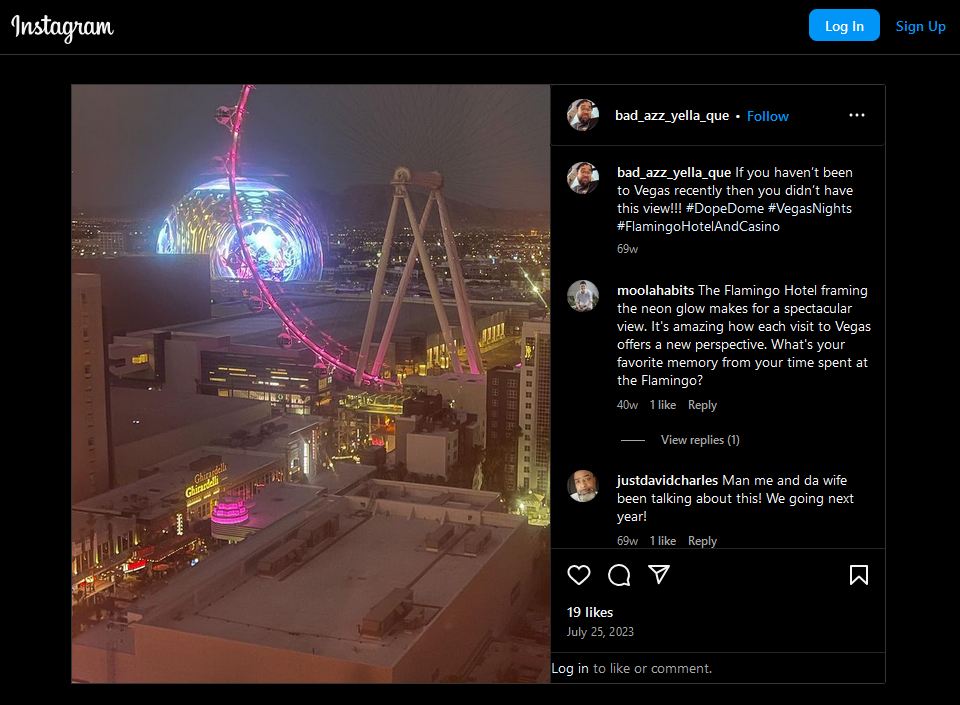 Instagram
Log In
Sign Up
bad_azz_yella_que • Follow
bad_azz_yella_que If you haven't been
to Vegas recently then you didn't have
this view!!! #DopeDome #VegasNights
#FlamingoHotelAndCasino
69w
moolahabits The Flamingo Hotel framing
the neon glow makes for a spectacular
view. It's amazing how each visit to Vegas
offers a new perspective. What's your
favorite memory from your time spent at
the Flamingo?
40w 1 like Reply
View replies (1)
justdavidcharles Man me and da wife
been talking about this! We going next
year!
69w 1 like Reply
19 likes
July 25, 2023
Log in to like or comment.
Ghirardelli
Ghirardelli